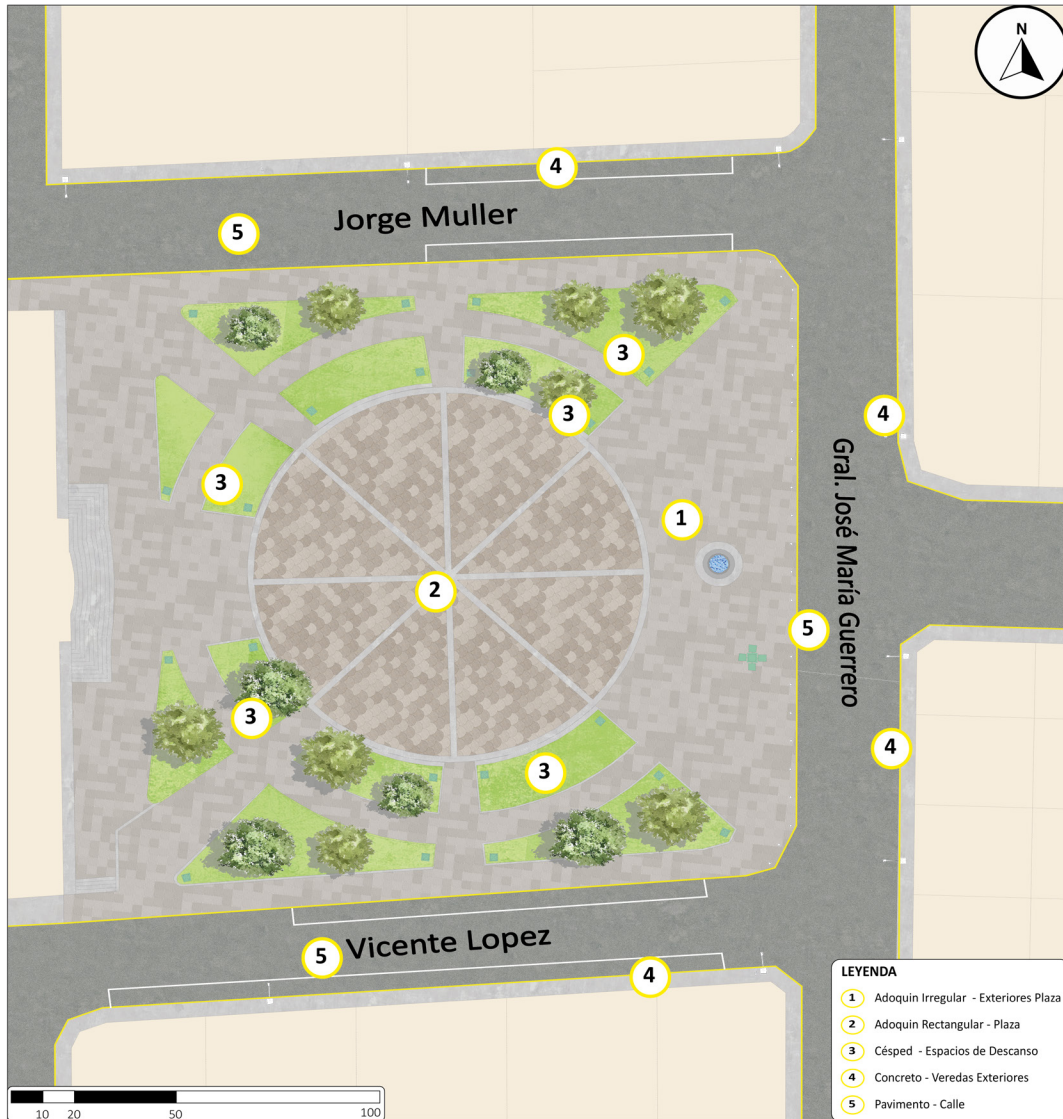 N
4
Jorge Muller
5
3
3
4
3
1
Gral. José María Guerrero
2
5
3
4
3
Vicente Lopez
5
4
LEYENDA
1 Adoquin Irregular - Exteriores Plaza
2 Adoquin Rectangular - Plaza
3 Césped - Espacios de Descanso
4 Concreto - Veredas Exteriores
5 Pavimento - Calle
10 20 50 100